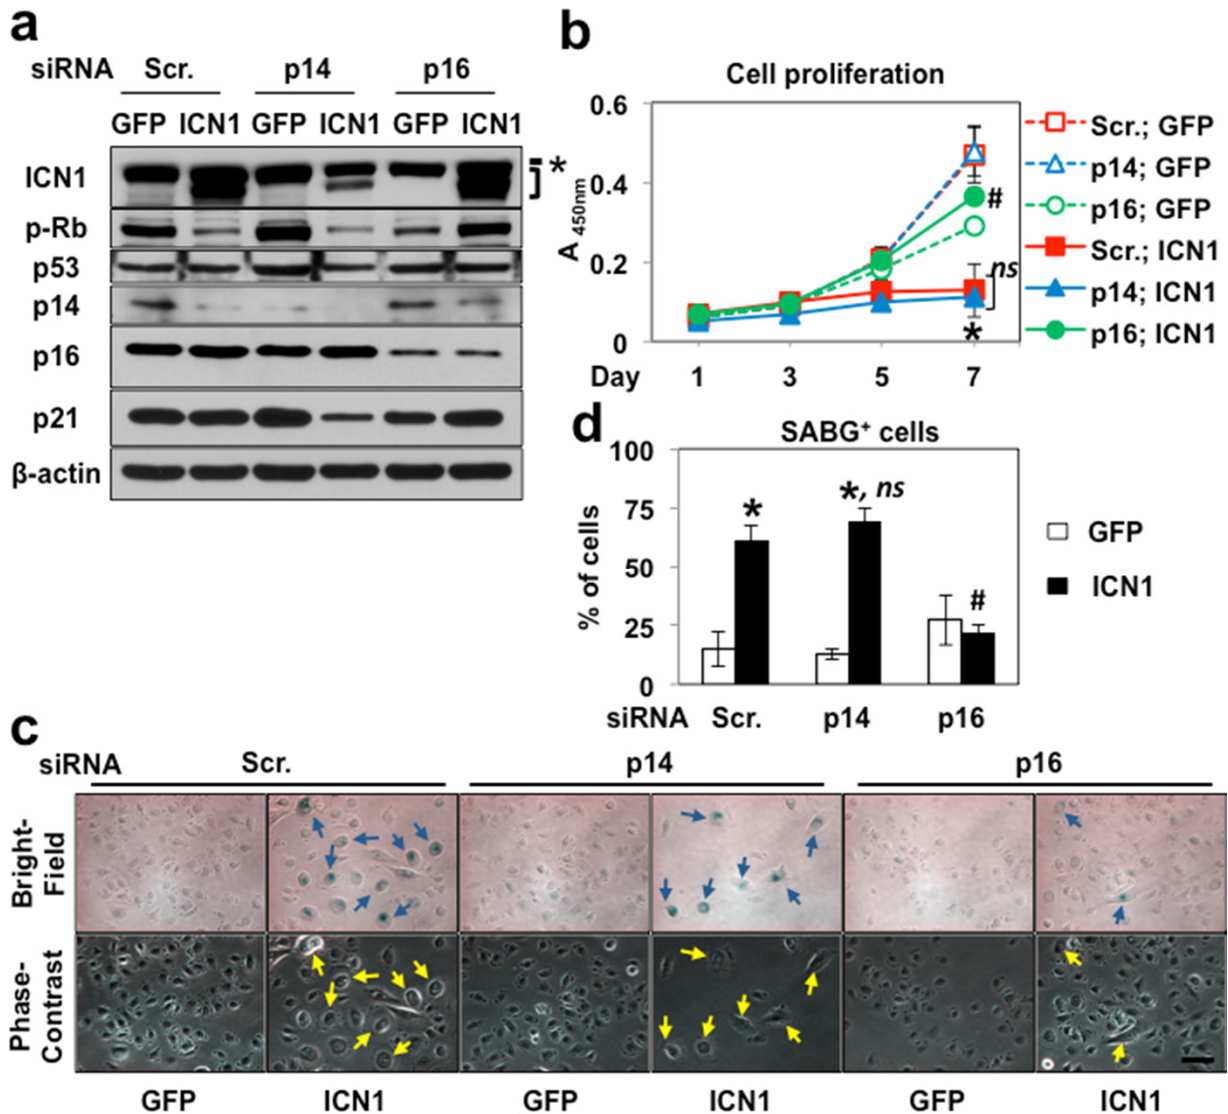 a
siRNA Scr. p14 p16
GFP ICN1 GFP ICN1 GFP ICN1
ICN1
*
p-Rb
p53
p14
p16
p21
β-actin
b
Cell proliferation
0.6
0.4
0.2
0
A 450nm
#
ns
*
Day 1 3 5 7
Scr.; GFP
p14; GFP
p16; GFP
Scr.; ICN1
p14; ICN1
p16; ICN1
d
SABG+ cells
100
75
50
25
0
% of cells
*
*, ns
#
GFP
ICN1
siRNA Scr. p14 p16
c
siRNA Scr. p14 p16
Bright-
Field
Phase-
Contrast
GFP ICN1 GFP ICN1 GFP ICN1